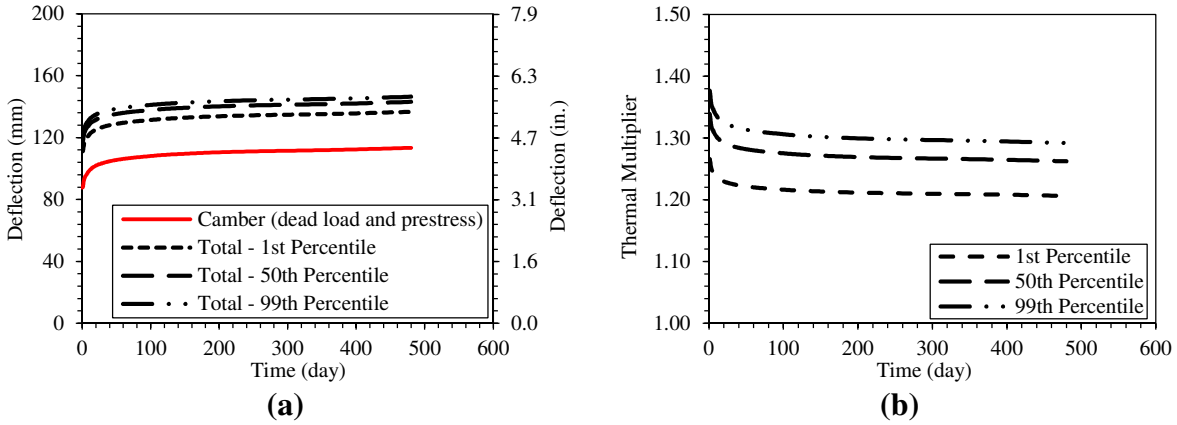 200
160
120
80
40
0
Deflection (mm)
7.9
6.3
4.7
3.1
1.6
0.0
Deflection (in.)
Camber (dead load and prestress)
Total - 1st Percentile
Total - 50th Percentile
Total - 99th Percentile
0 100 200 300 400 500 600
Time (day)
(a)
1.50
1.40
1.30
1.20
1.10
1.00
Thermal Multiplier
1st Percentile
50th Percentile
99th Percentile
0 100 200 300 400 500 600
Time (day)
(b)